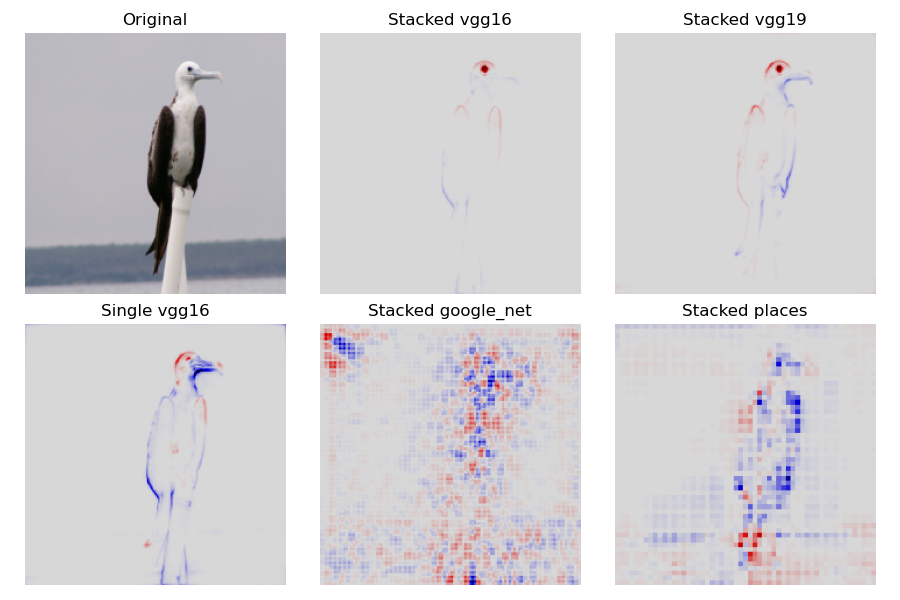 Original
Stacked vgg16
Stacked vgg19
Single vgg16
Stacked google_net
Stacked places